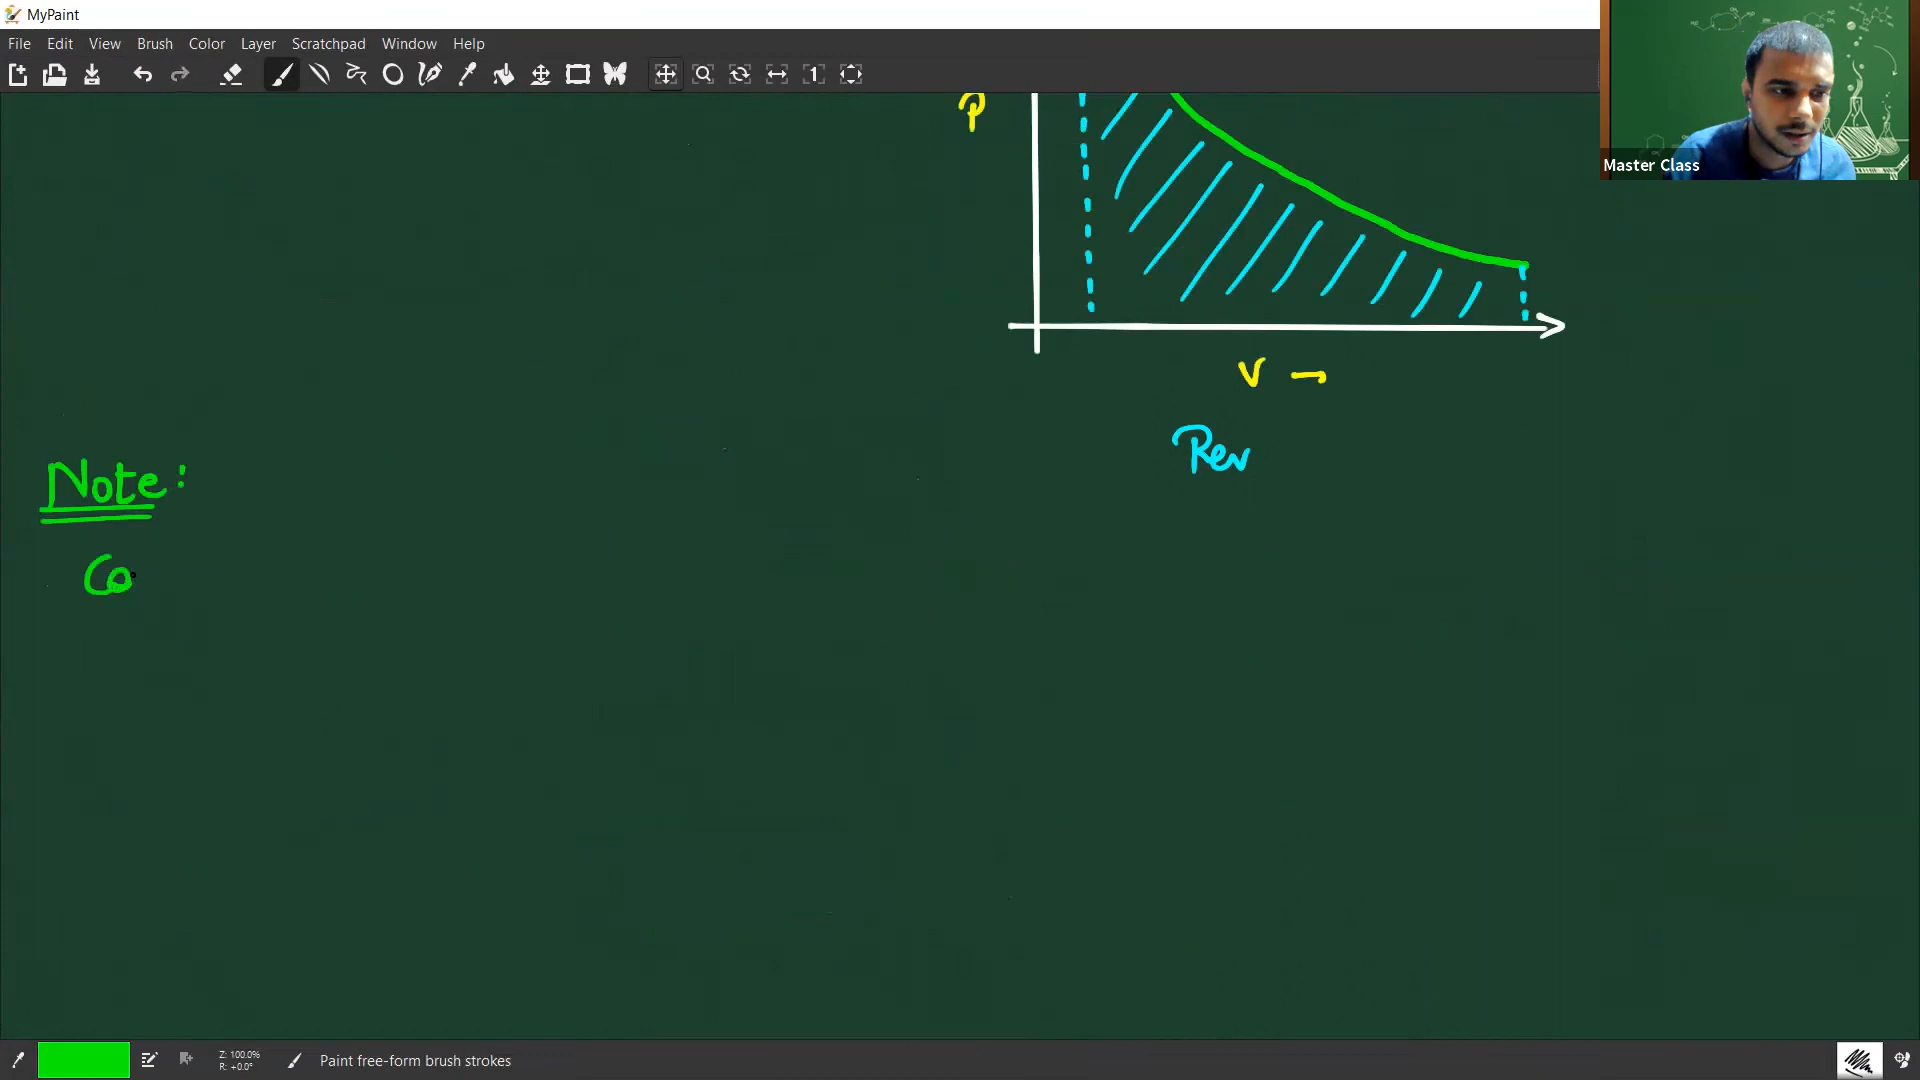 MyPaint
File Edit View Brush Color Layer Scratchpad Window Help
1
Master Class
P
V →
Rev
Note:
Co
Z: 100.0%
R: +0.0°
Paint free-form brush strokes